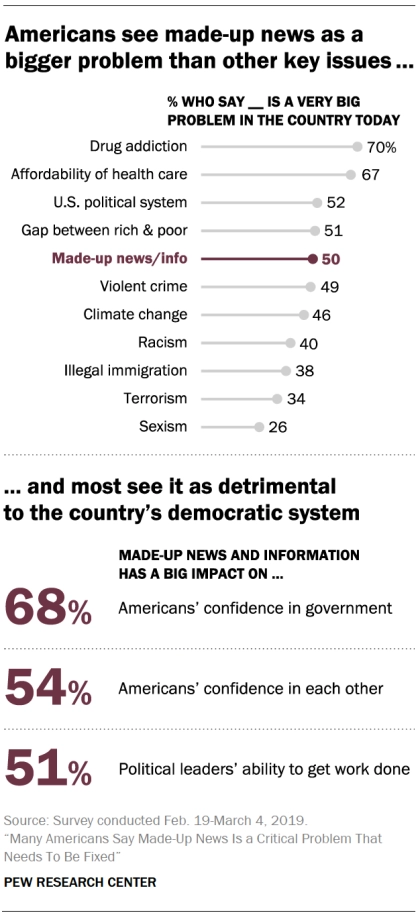 Americans see made-up news as a
bigger problem than other key issues ...
% WHO SAY __ IS A VERY BIG
PROBLEM IN THE COUNTRY TODAY
Drug addiction 70%
Affordability of health care 67
U.S. political system 52
Gap between rich & poor 51
Made-up news/info 50
Violent crime 49
Climate change 46
Racism 40
Illegal immigration 38
Terrorism 34
Sexism 26
... and most see it as detrimental
to the country's democratic system
MADE-UP NEWS AND INFORMATION
HAS A BIG IMPACT ON ...
68% Americans' confidence in government
54% Americans' confidence in each other
51% Political leaders' ability to get work done
Source: Survey conducted Feb. 19-March 4, 2019.
"Many Americans Say Made-Up News Is a Critical Problem That
Needs To Be Fixed"
PEW RESEARCH CENTER